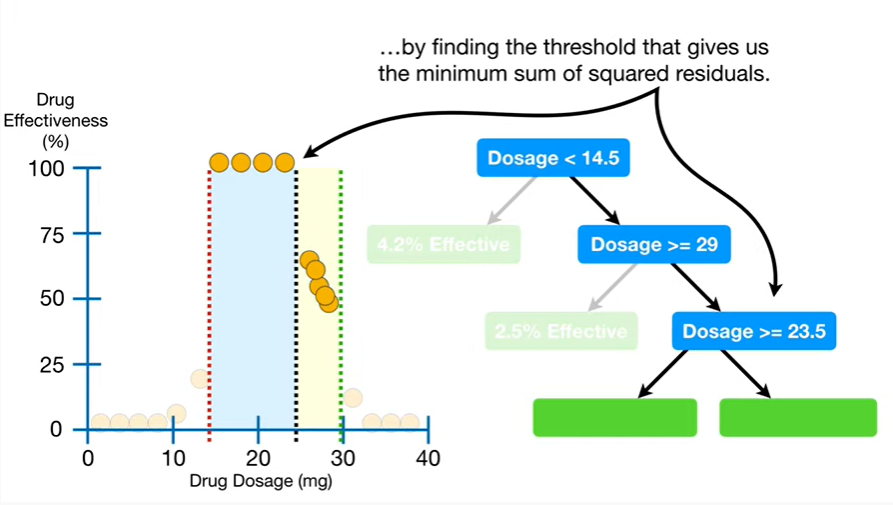 …by finding the threshold that gives us
the minimum sum of squared residuals.
Drug
Effectiveness
(%)
100
75
50
25
0
0 10 20 30 40
Drug Dosage (mg)
Dosage < 14.5
4.2% Effective
Dosage >= 29
2.5% Effective
Dosage >= 23.5